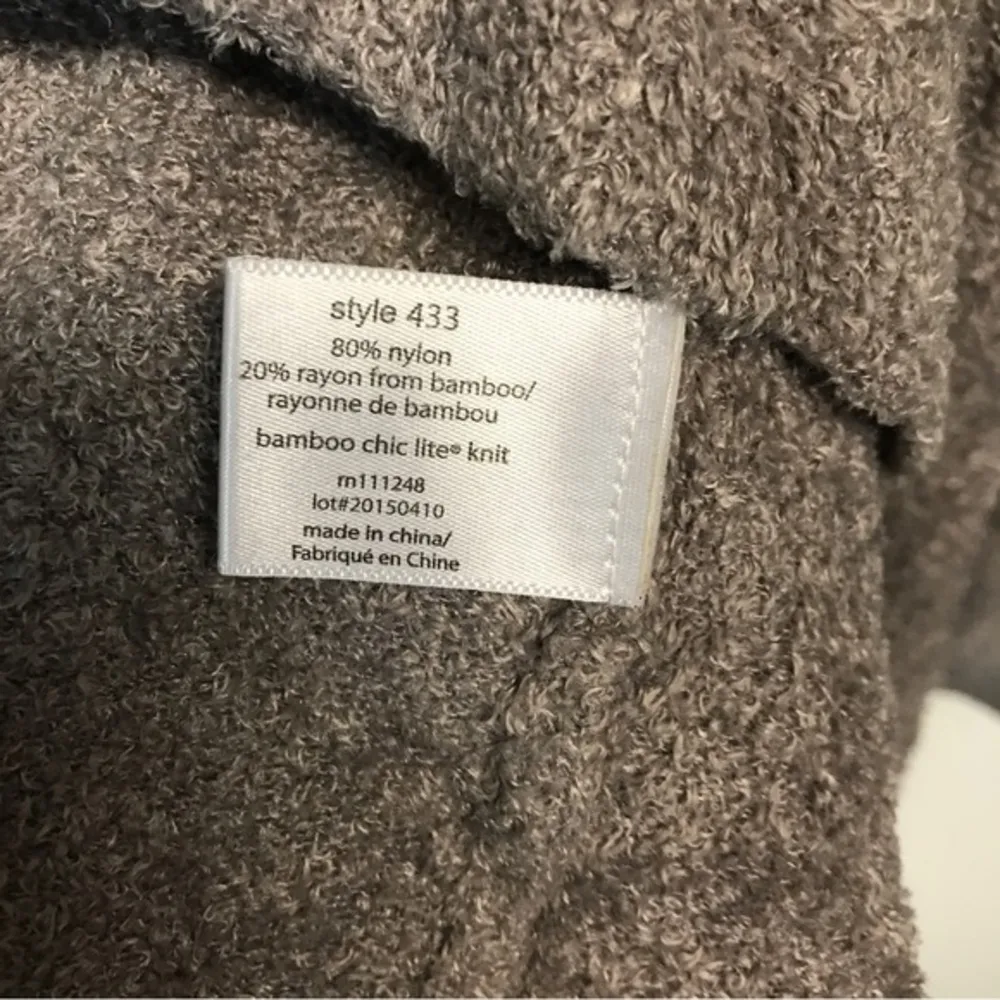 style 433
80% nylon
20% rayon from bamboo/
rayonne de bambou
bamboo chic lite® knit
rn111248
lot#20150410
made in china/
Fabriqué en Chine